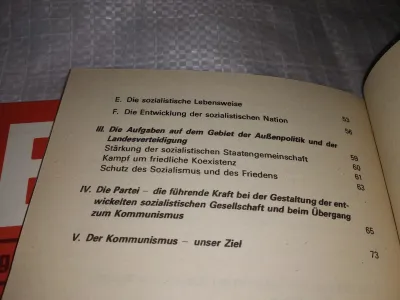 E. Die sozialistische Lebensweise 53
F. Die Entwicklung der sozialistischen Nation 56
III. Die Aufgaben auf dem Gebiet der Außenpolitik und der
Landesverteidigung 59
Stärkung der sozialistischen Staatengemeinschaft 60
Kampf um friedliche Koexistenz 61
Schutz des Sozialismus und des Friedens 63
IV. Die Partei – die führende Kraft bei der Gestaltung der ent-
wickelten sozialistischen Gesellschaft und beim Übergang
zum Kommunismus 65
V. Der Kommunismus – unser Ziel 73